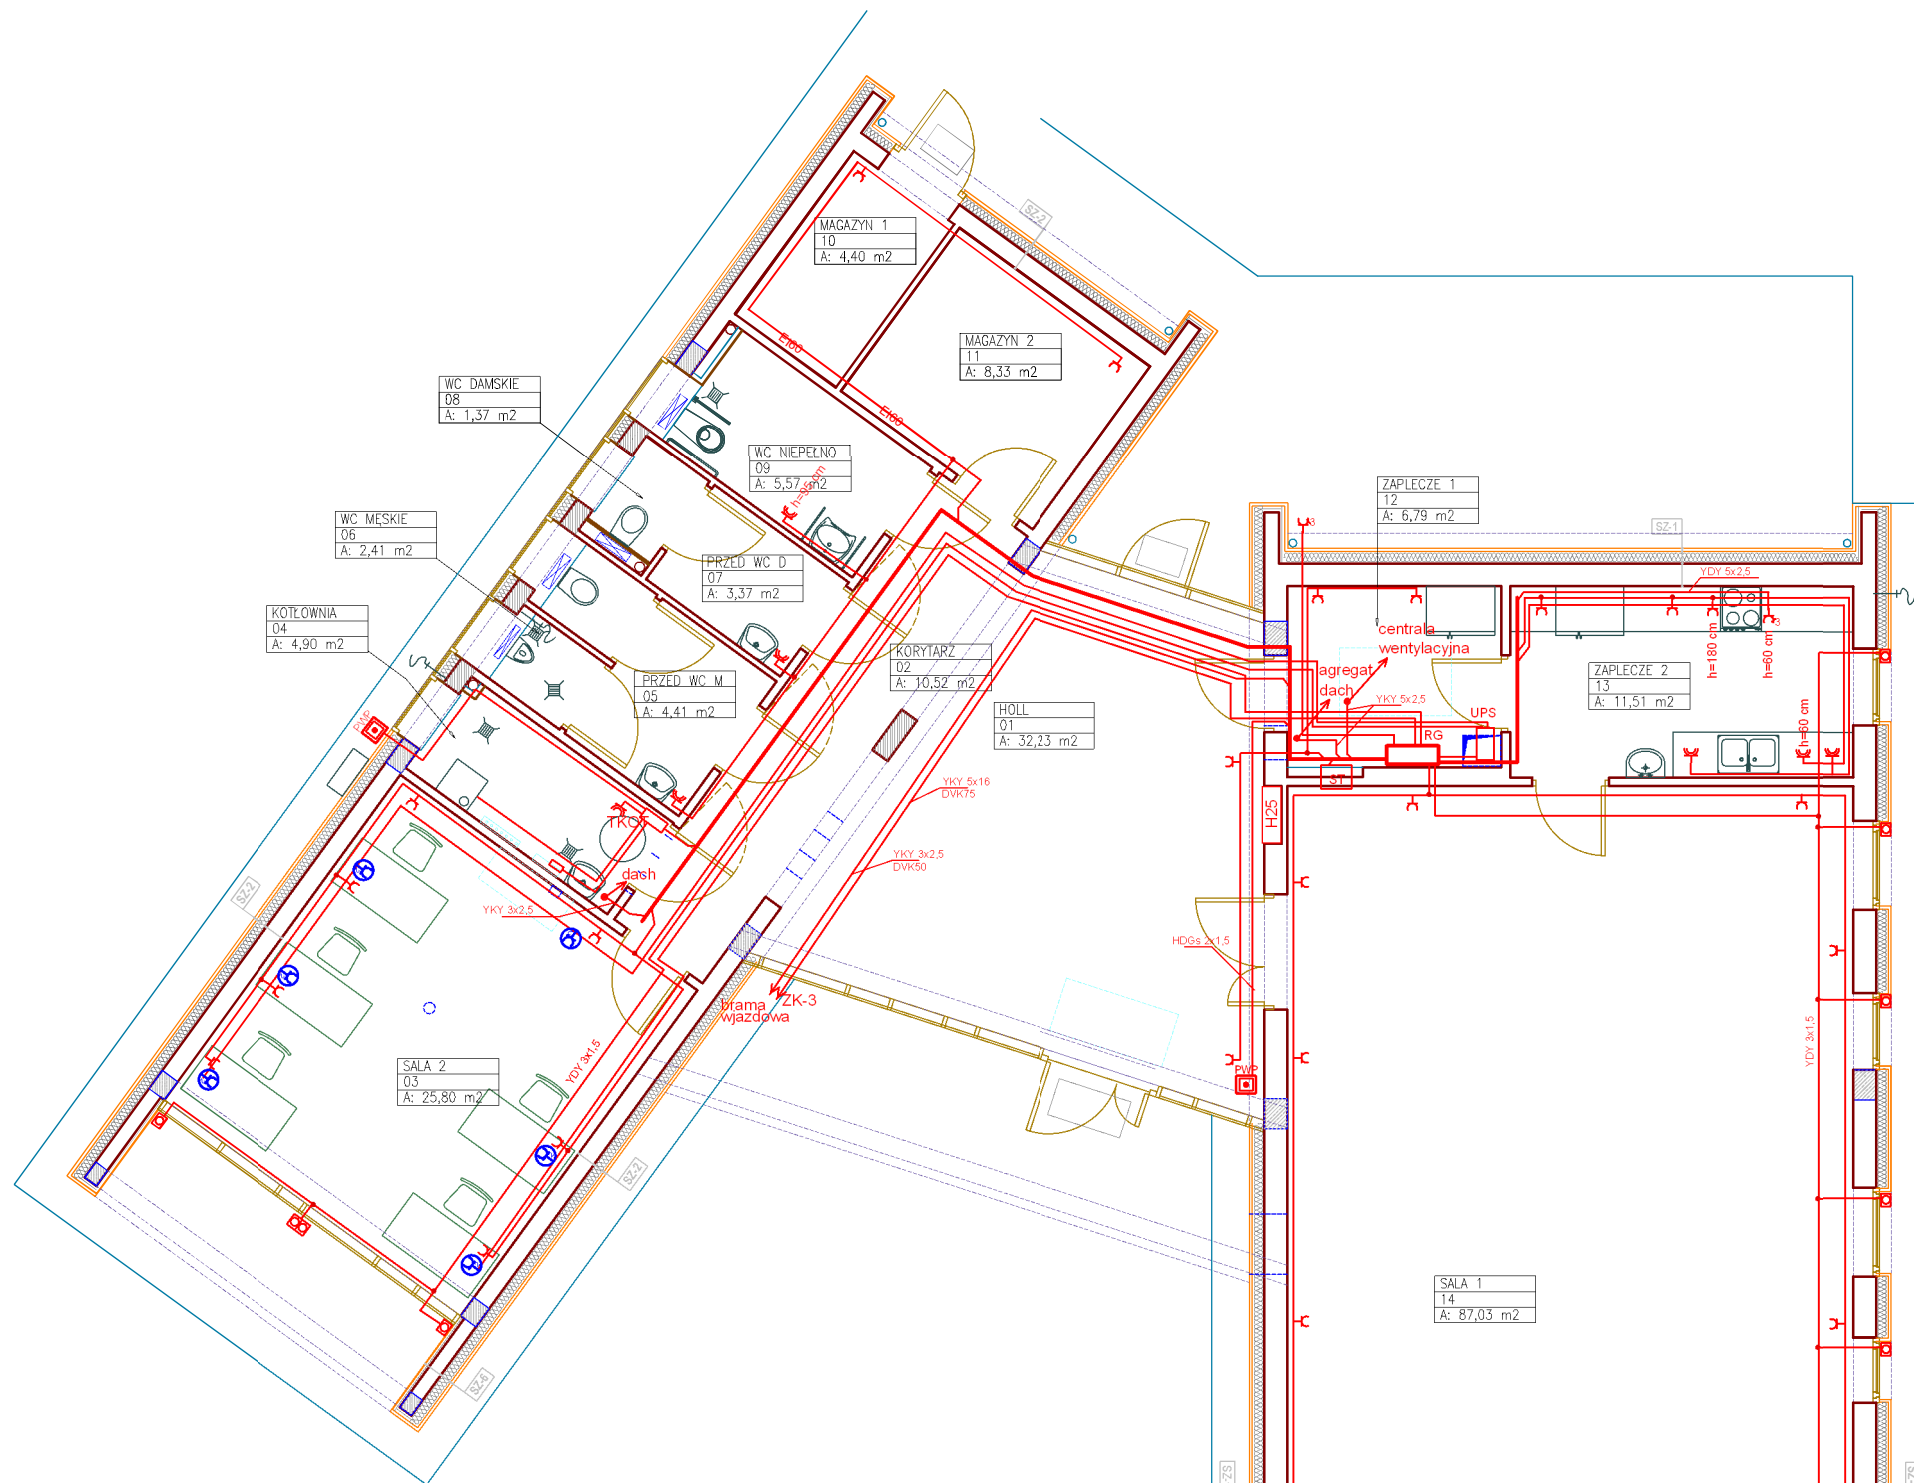 MAGAZYN 1
10
A: 4,40 m2
SZ-2
MAGAZYN 2
11
A: 8,33 m2
EI60
EI60
WC DAMSKIE
08
A: 1,37 m2
WC NIEPEŁNO
09
A: 5,57 m2
h=95 cm
WC MĘSKIE
06
A: 2,41 m2
PRZED WC D
07
A: 3,37 m2
KOTŁOWNIA
04
A: 4,90 m2
PRZED WC M
05
A: 4,41 m2
KORYTARZ
02
A: 10,52 m2
HOLL
01
A: 32,23 m2
PWP
ZAPLECZE 1
12
A: 6,79 m2
SZ-1
YDY 5x2,5
centrala
wentylacyjna
agregat
dach
YKY 5x2,5
UPS
RG
ST
H25
ZAPLECZE 2
13
A: 11,51 m2
h=180 cm
h=60 cm
h=60 cm
3
3
YKY 5x16
DVK75
YKY 3x2,5
DVK50
TKOT
dach
YKY 3x2,5
SZ-2
HDGs 2x1,5
brama
wjazdowa
ZK-3
PWP
SALA 2
03
A: 25,80 m2
YDY 3x1,5
YDY 3x1,5
SZ-2
SZ-6
SALA 1
14
A: 87,03 m2